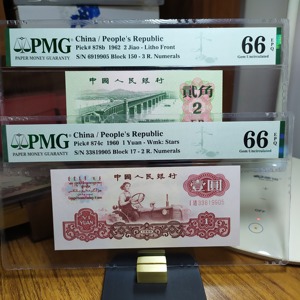 PMG
PAPER MONEY GUARANTY
China / People's Republic
Pick # 878b 1962 2 Jiao - Litho Front
S/N 6919905 Block 150 - 3 R. Numerals
66 EPQ
Gem Uncirculated
中国人民银行
贰角
2
PMG
PAPER MONEY GUARANTY
China / People's Republic
Pick # 874c 1960 1 Yuan - Wmk: Stars
S/N 33819905 Block 17 - 2 R. Numerals
66 EPQ
Gem Uncirculated
中国人民银行
壹圆